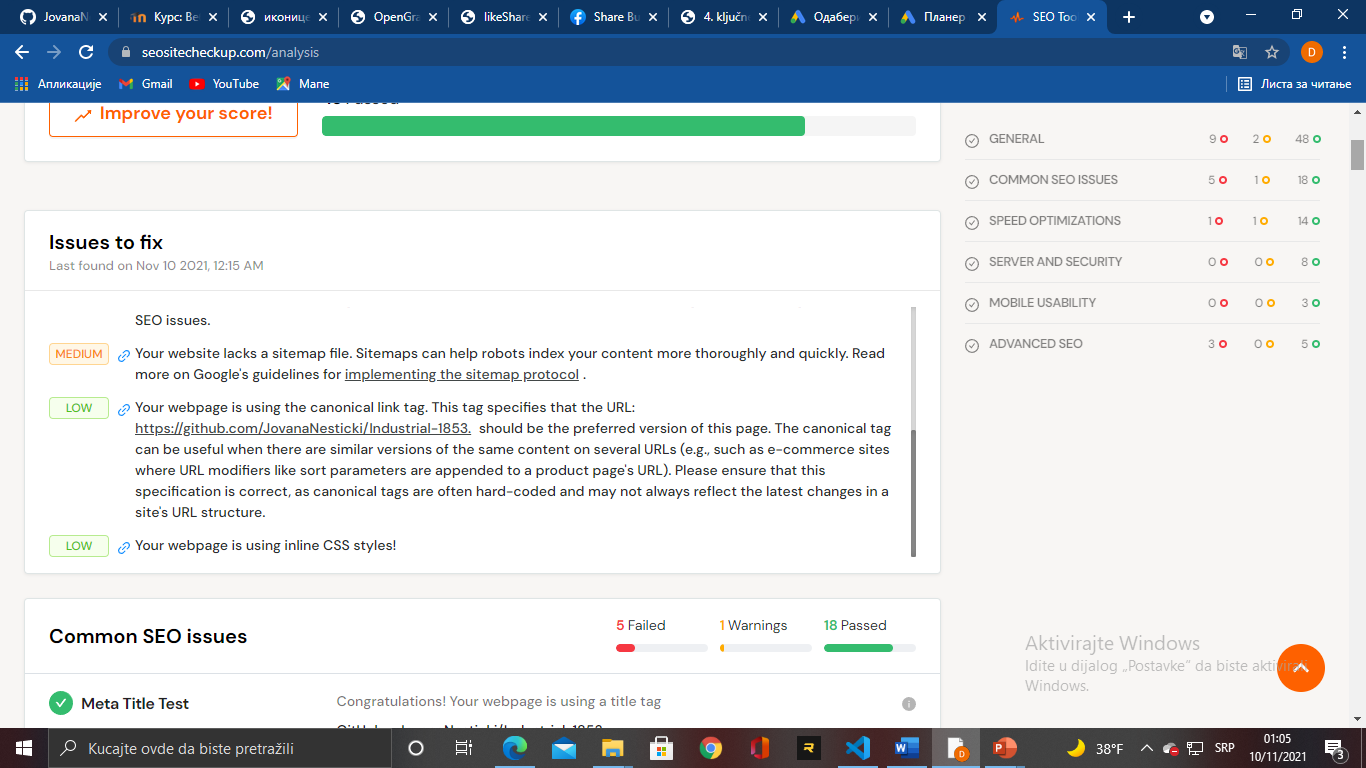 JovanaN
Курс: Ве
иконице
OpenGra
likeShare
Share Bu
4. ključn
Одабери
Планер
SEO Too
seositecheckup.com/analysis
Апликације
Gmail
YouTube
Мапе
Листа за читање
Improve your score!
GENERAL 9 2 48
COMMON SEO ISSUES 5 1 18
SPEED OPTIMIZATIONS 1 1 14
SERVER AND SECURITY 0 0 8
MOBILE USABILITY 0 0 3
ADVANCED SEO 3 0 5
Issues to fix
Last found on Nov 10 2021, 12:15 AM
SEO issues.
MEDIUM Your website lacks a sitemap file. Sitemaps can help robots index your content more thoroughly and quickly. Read
more on Google's guidelines for implementing the sitemap protocol .
LOW Your webpage is using the canonical link tag. This tag specifies that the URL:
https://github.com/JovanaNesticki/Industrial-1853. should be the preferred version of this page. The canonical tag
can be useful when there are similar versions of the same content on several URLs (e.g., such as e-commerce sites
where URL modifiers like sort parameters are appended to a product page's URL). Please ensure that this
specification is correct, as canonical tags are often hard-coded and may not always reflect the latest changes in a
site's URL structure.
LOW Your webpage is using inline CSS styles!
Common SEO issues
5 Failed
1 Warnings
18 Passed
Meta Title Test
Congratulations! Your webpage is using a title tag
Aktivirajte Windows
Idite u dijalog „Postavke“ da biste aktivirali
Windows.
Kucajte ovde da biste pretražili
38°F
SRP
01:05
10/11/2021
3